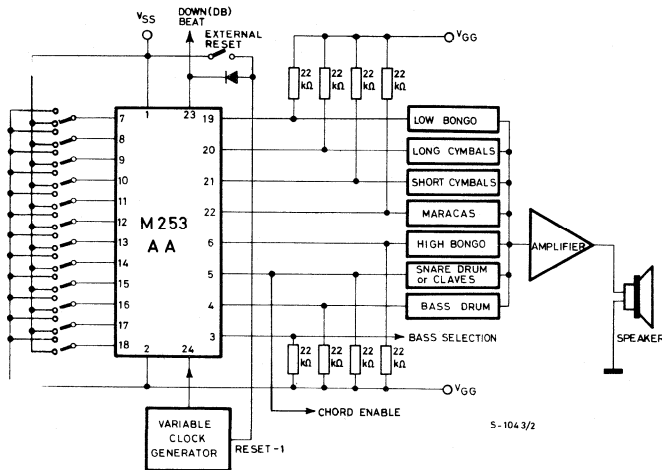 VSS
DOWN(DB)
BEAT
EXTERNAL
RESET
VGG
22
kΩ
22
kΩ
22
kΩ
22
kΩ
1
23
7
8
9
10
11
12
13
14
15
16
17
18
M253
AA
19
20
21
22
6
5
4
3
2
24
LOW BONGO
LONG CYMBALS
SHORT CYMBALS
MARACAS
HIGH BONGO
SNARE DRUM
or CLAVES
BASS DRUM
AMPLIFIER
SPEAKER
BASS SELECTION
22
kΩ
22
kΩ
22
kΩ
22
kΩ
VGG
CHORD ENABLE
VARIABLE
CLOCK
GENERATOR
RESET-1
S-1043/2